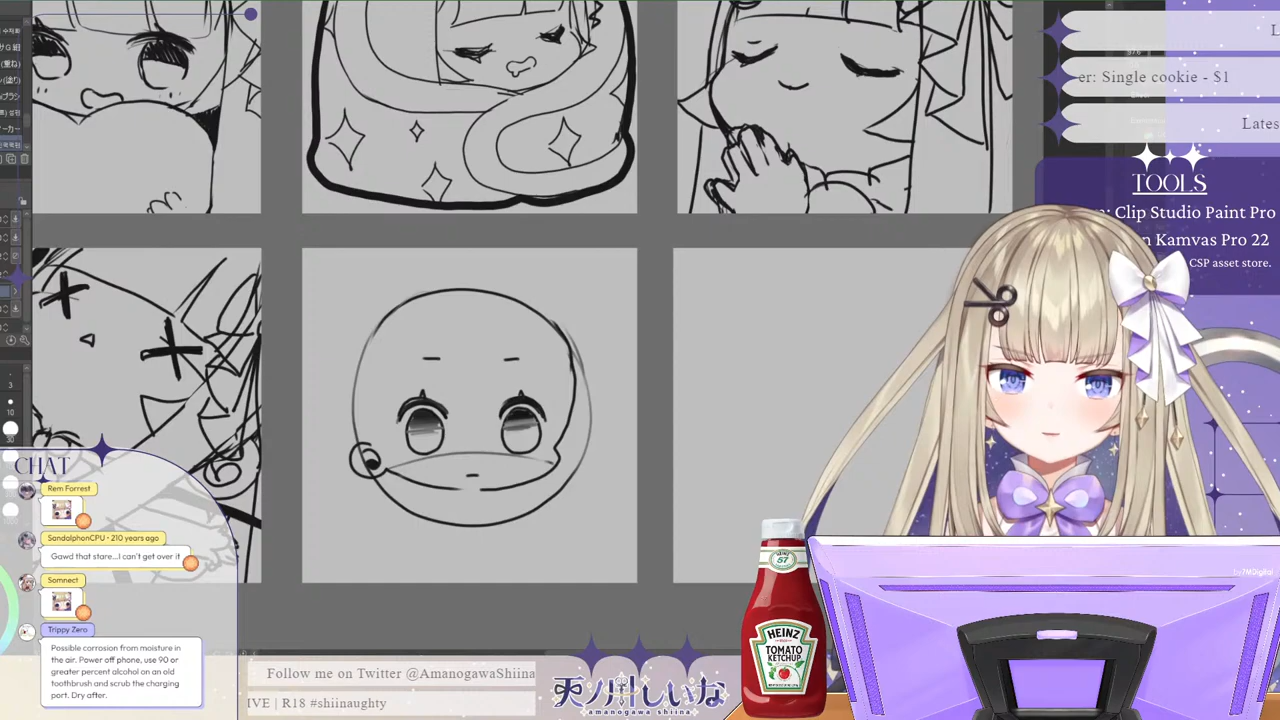 er: Single cookie - $1
Lates
TOOLS
: Clip Studio Paint Pro
n Kamvas Pro 22
CSP asset store.
CHAT
Rem Forrest
SandalphonCPU • 210 years ago
Gawd that stare...I can't get over it
Somnect
Trippy Zero
Possible corrosion from moisture in
the air. Power off phone, use 90 or
greater percent alcohol on an old
toothbrush and scrub the charging
port. Dry after.
3
10
30
HEINZ
57
HEINZ
TOMATO
KETCHUP
Follow me on Twitter @AmanogawaShiina
IVE | R18 #shiinaughty
天ノ川しいな
amanogawa shiina